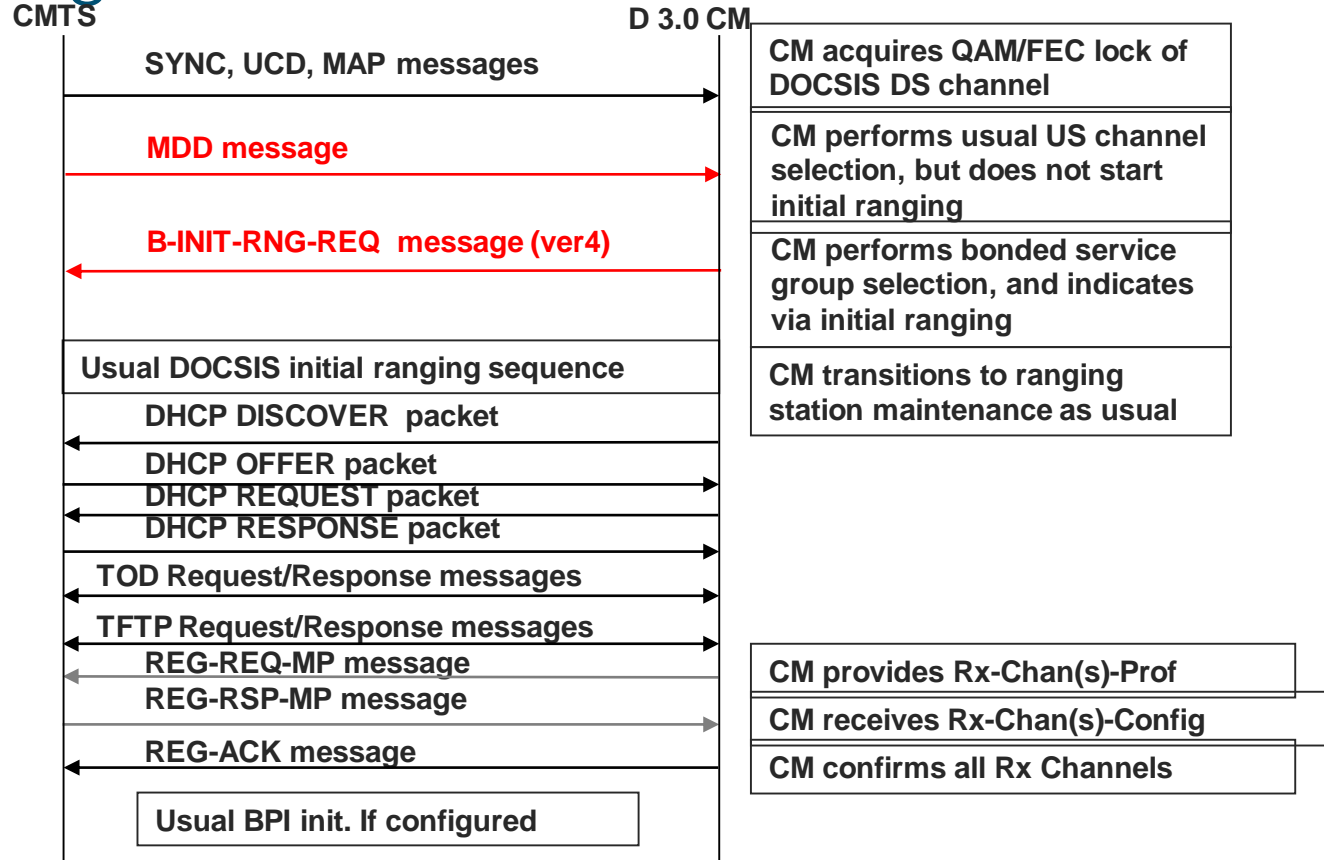 CMTS
D 3.0 CM
SYNC, UCD, MAP messages
CM acquires QAM/FEC lock of
DOCSIS DS channel
MDD message
CM performs usual US channel
selection, but does not start
initial ranging
B-INIT-RNG-REQ message (ver4)
CM performs bonded service
group selection, and indicates
via initial ranging
Usual DOCSIS initial ranging sequence
CM transitions to ranging
station maintenance as usual
DHCP DISCOVER packet
DHCP OFFER packet
DHCP REQUEST packet
DHCP RESPONSE packet
TOD Request/Response messages
TFTP Request/Response messages
REG-REQ-MP message
CM provides Rx-Chan(s)-Prof
REG-RSP-MP message
CM receives Rx-Chan(s)-Config
REG-ACK message
CM confirms all Rx Channels
Usual BPI init. If configured